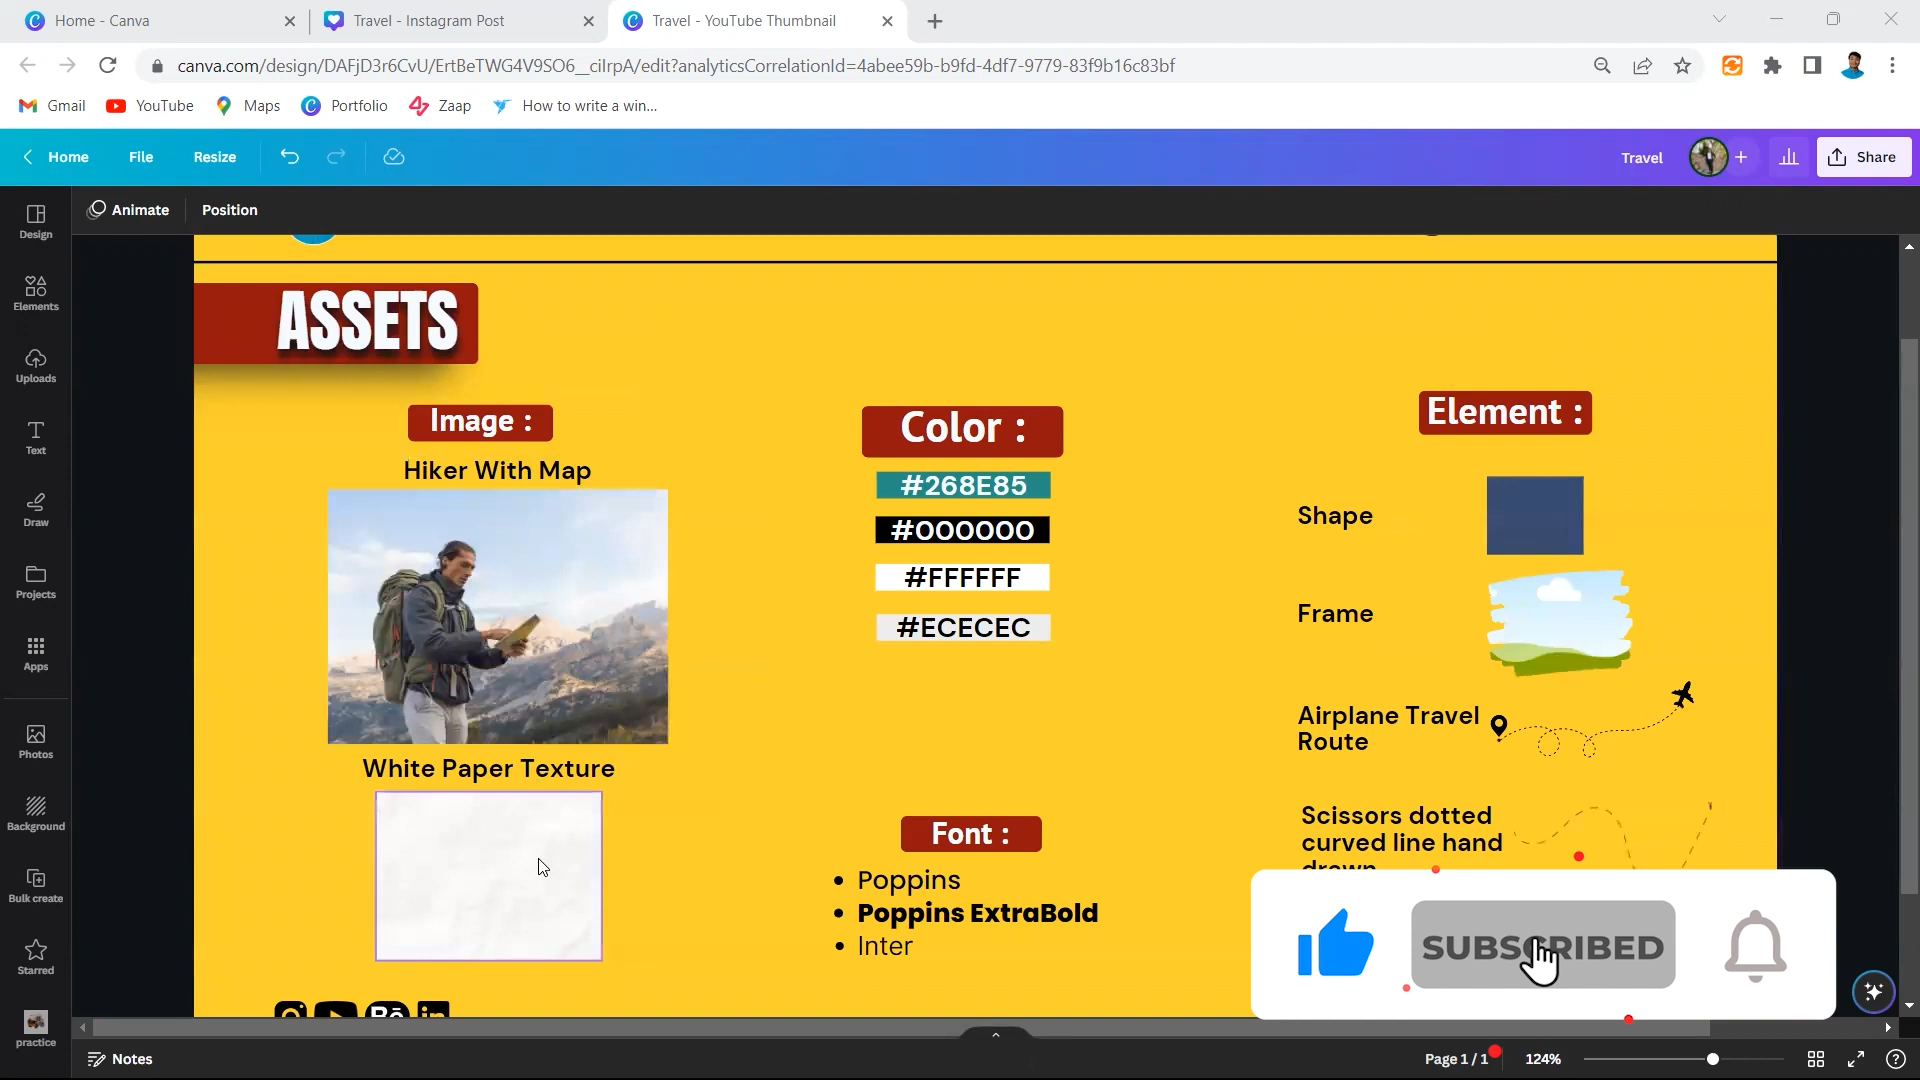 Home - Canva
Travel - Instagram Post
Travel - YouTube Thumbnail
canva.com/design/DAFjD3r6CvU/ErtBeTWG4V9SO6__cilrpA/edit?analyticsCorrelationId=4abee59b-b9fd-4df7-9779-83f9b16c83bf
Gmail
YouTube
Maps
Portfolio
Zaap
How to write a win...
Home
File
Resize
Travel
Share
Animate
Position
Design
Elements
Uploads
Text
Draw
Projects
Apps
Photos
Background
Bulk create
Starred
practice
ASSETS
Image :
Hiker With Map
White Paper Texture
Color :
#268E85
#000000
#FFFFFF
#ECECEC
Font :
• Poppins
• Poppins ExtraBold
• Inter
Element :
Shape
Frame
Airplane Travel
Route
Scissors dotted
curved line hand
drawn
SUBSCRIBED
Bē
in
Notes
Page 1 / 1
124%